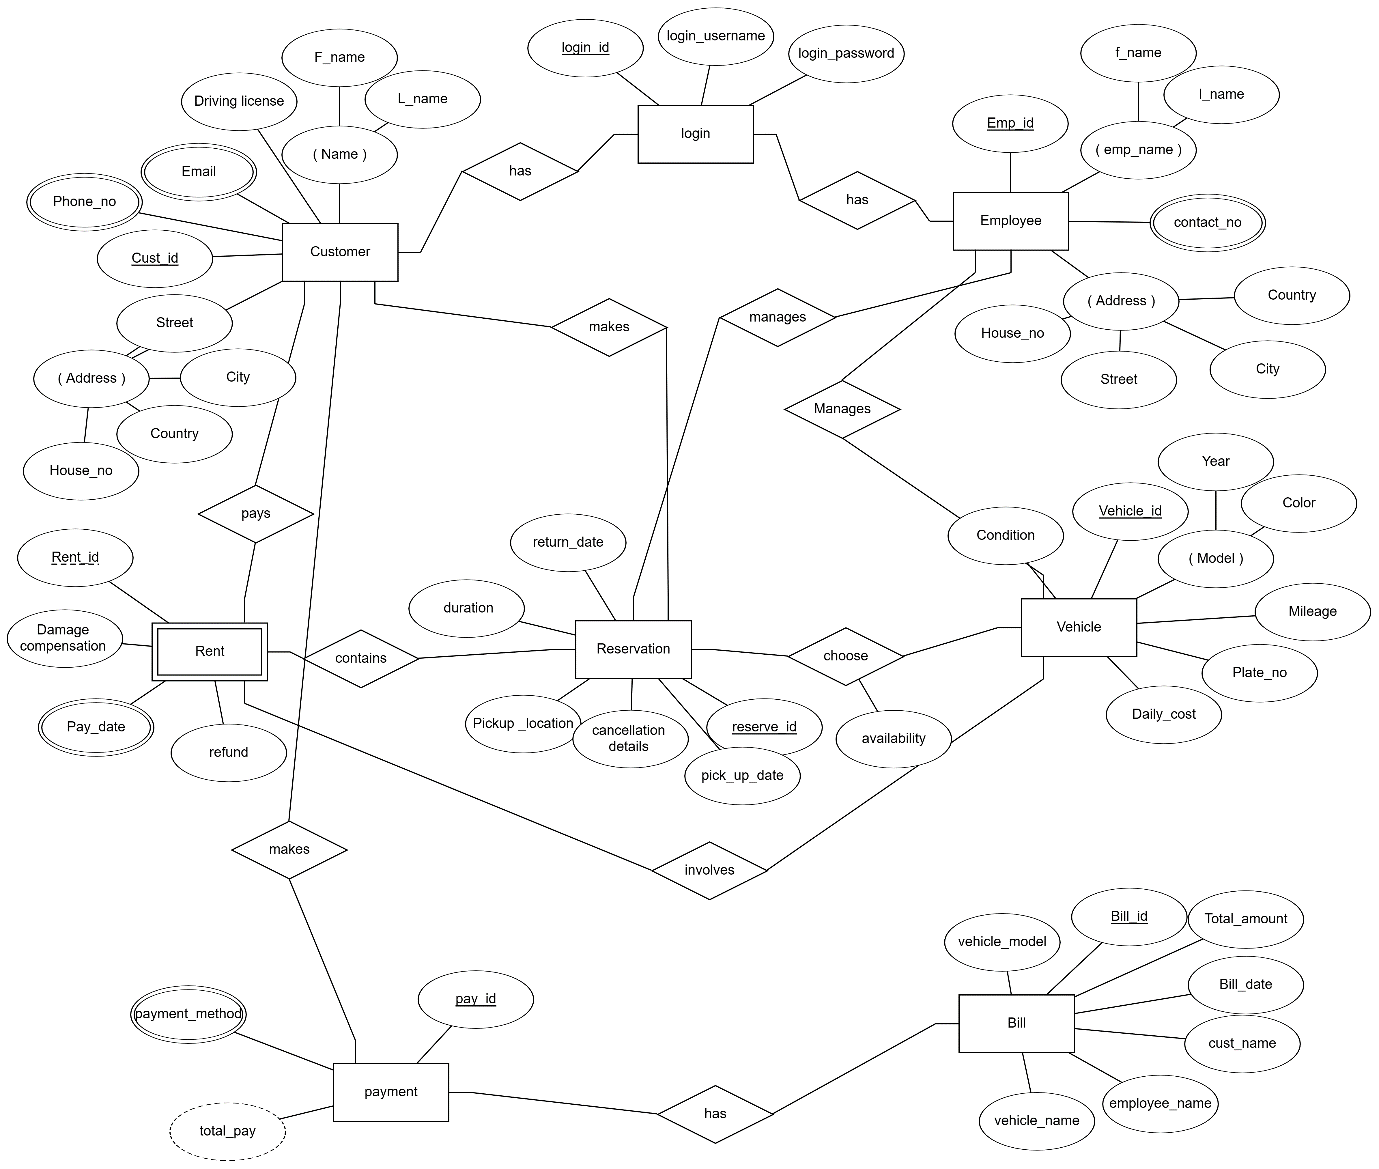 login_username
login_id
login_password
F_name
f_name
Driving license
L_name
l_name
Emp_id
login
( Name )
( emp_name )
Email
has
has
Phone_no
Employee
contact_no
Customer
Cust_id
Street
makes
manages
( Address )
Country
House_no
( Address )
City
Street
City
Manages
Country
House_no
Year
pays
Vehicle_id
Color
return_date
Condition
Rent_id
( Model )
duration
Mileage
Damage
compensation
Rent
contains
Reservation
choose
Vehicle
Plate_no
Pay_date
refund
Pickup _location
cancellation
details
reserve_id
pick_up_date
availability
Daily_cost
makes
involves
vehicle_model
Bill_id
Total_amount
Bill_date
payment_method
pay_id
Bill
cust_name
payment
total_pay
has
vehicle_name
employee_name